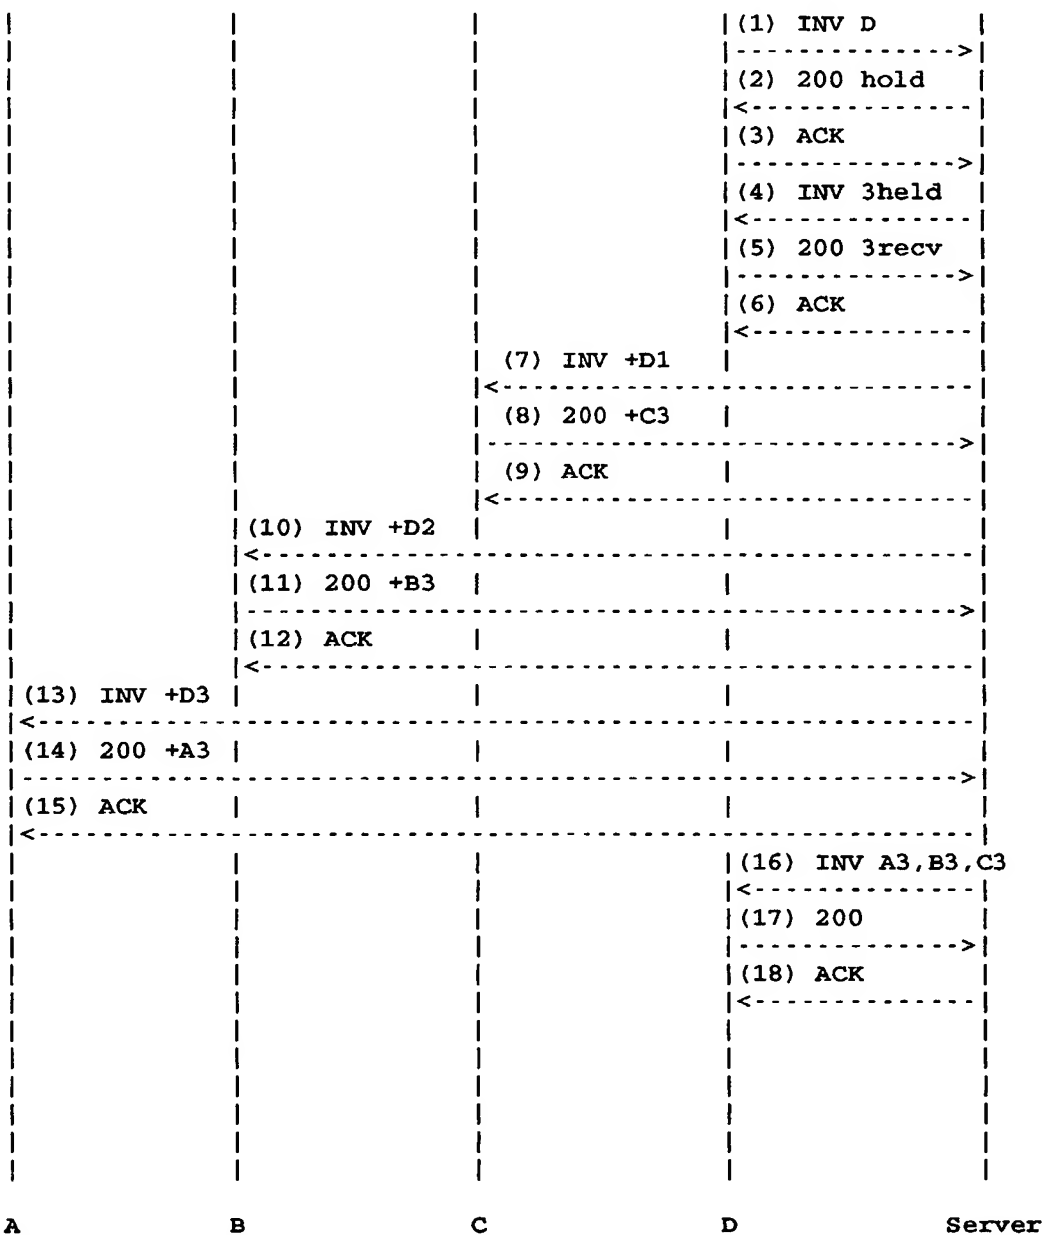 (1) INV D
(2) 200 hold
(3) ACK
(4) INV 3held
(5) 200 3recv
(6) ACK
(7) INV +D1
(8) 200 +C3
(9) ACK
(10) INV +D2
(11) 200 +B3
(12) ACK
(13) INV +D3
(14) 200 +A3
(15) ACK
(16) INV A3,B3,C3
(17) 200
(18) ACK
A B C D Server